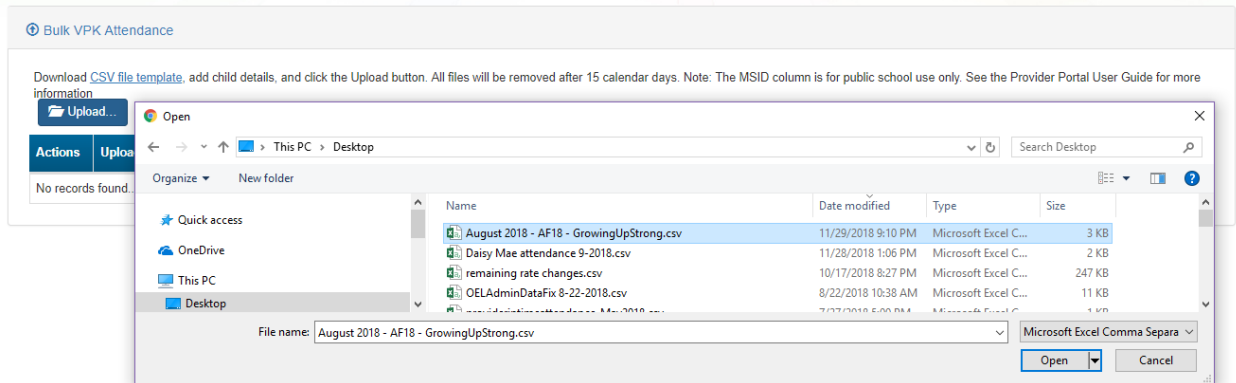 Bulk VPK Attendance
Download CSV file template, add child details, and click the Upload button. All files will be removed after 15 calendar days. Note: The MSID column is for public school use only. See the Provider Portal User Guide for more
information
Upload...
Open
This PC > Desktop
Search Desktop
Actions Uploa
Organize New folder
No records found..
Name Date modified Type Size
Quick access
August 2018 - AF18 - GrowingUpStrong.csv 11/29/2018 9:10 PM Microsoft Excel C... 3 KB
OneDrive
Daisy Mae attendance 9-2018.csv 11/28/2018 1:06 PM Microsoft Excel C... 2 KB
This PC
remaining rate changes.csv 10/17/2018 8:27 PM Microsoft Excel C... 247 KB
Desktop
OELAdminDataFix 8-22-2018.csv 8/22/2018 10:38 AM Microsoft Excel C... 11 KB
File name: August 2018 - AF18 - GrowingUpStrong.csv Microsoft Excel Comma Separa
Open Cancel